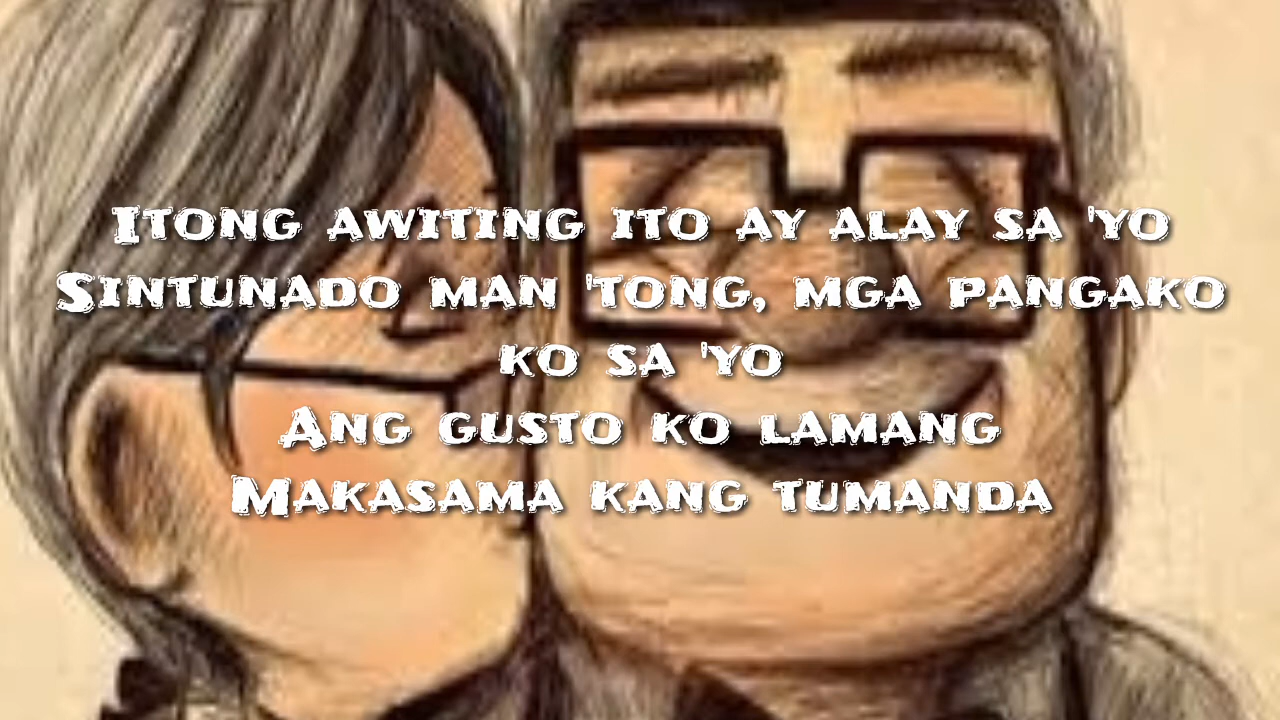 Itong awiting ito ay alay sa 'yo
Sintunado man 'tong, mga pangako
ko sa 'yo
Ang gusto ko lamang
Makasama kang tumanda